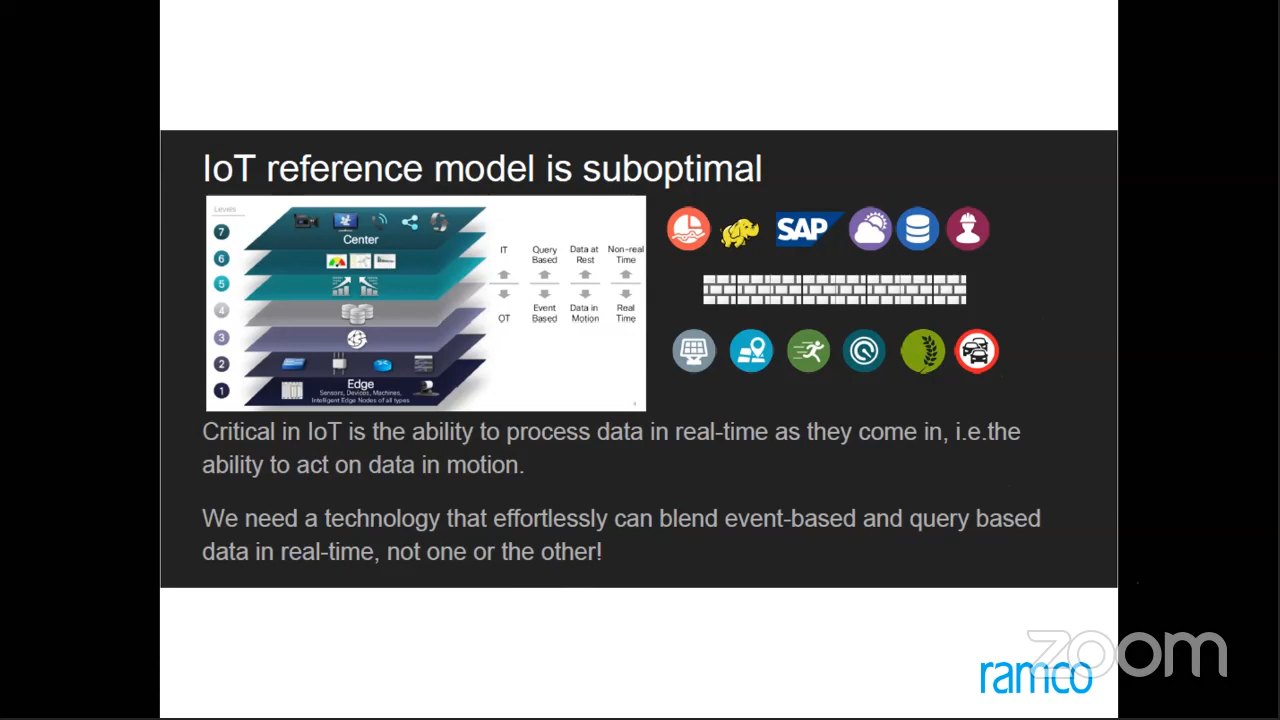 IoT reference model is suboptimal
Levels
7
6
5
4
3
2
1
Center
Edge
Sensors, Devices, Machines,
Intelligent Edge Nodes of all types
IT
Query
Based
Data at
Rest
Non-real
Time
OT
Event
Based
Data in
Motion
Real
Time
SAP
Critical in IoT is the ability to process data in real-time as they come in, i.e.the
ability to act on data in motion.
We need a technology that effortlessly can blend event-based and query based
data in real-time, not one or the other!
zoom
ramco